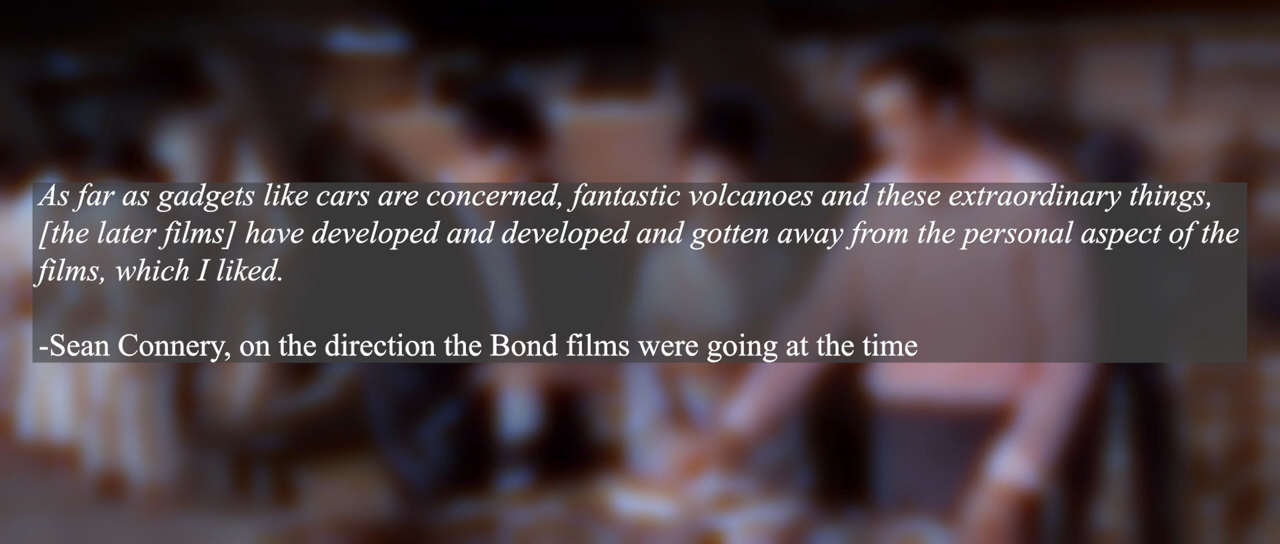 As far as gadgets like cars are concerned, fantastic volcanoes and these extraordinary things,
[the later films] have developed and developed and gotten away from the personal aspect of the
films, which I liked.
-Sean Connery, on the direction the Bond films were going at the time